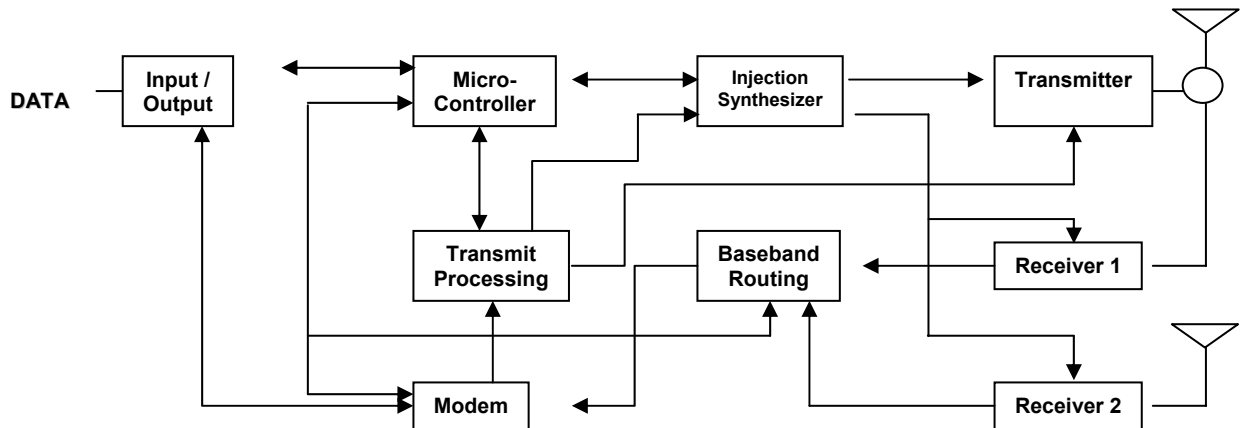 DATA
Input /
Output
Micro-
Controller
Injection
Synthesizer
Transmitter
Transmit
Processing
Baseband
Routing
Receiver 1
Modem
Receiver 2